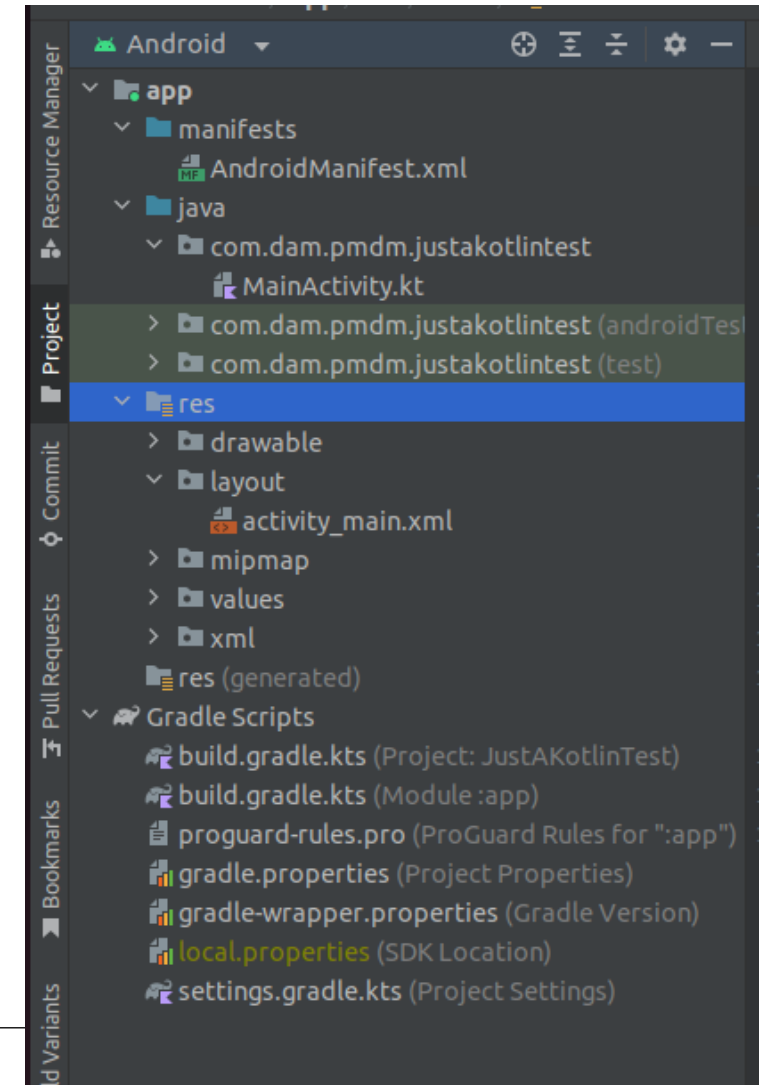 Android
app
manifests
AndroidManifest.xml
java
com.dam.pmdm.justakotlintest
MainActivity.kt
com.dam.pmdm.justakotlintest (androidTes
com.dam.pmdm.justakotlintest (test)
res
drawable
layout
activity_main.xml
mipmap
values
xml
res (generated)
Gradle Scripts
build.gradle.kts (Project: JustAKotlinTest)
build.gradle.kts (Module :app)
proguard-rules.pro (ProGuard Rules for ":app")
gradle.properties (Project Properties)
gradle-wrapper.properties (Gradle Version)
local.properties (SDK Location)
settings.gradle.kts (Project Settings)
Resource Manager
Project
Commit
Pull Requests
Bookmarks
ld Variants